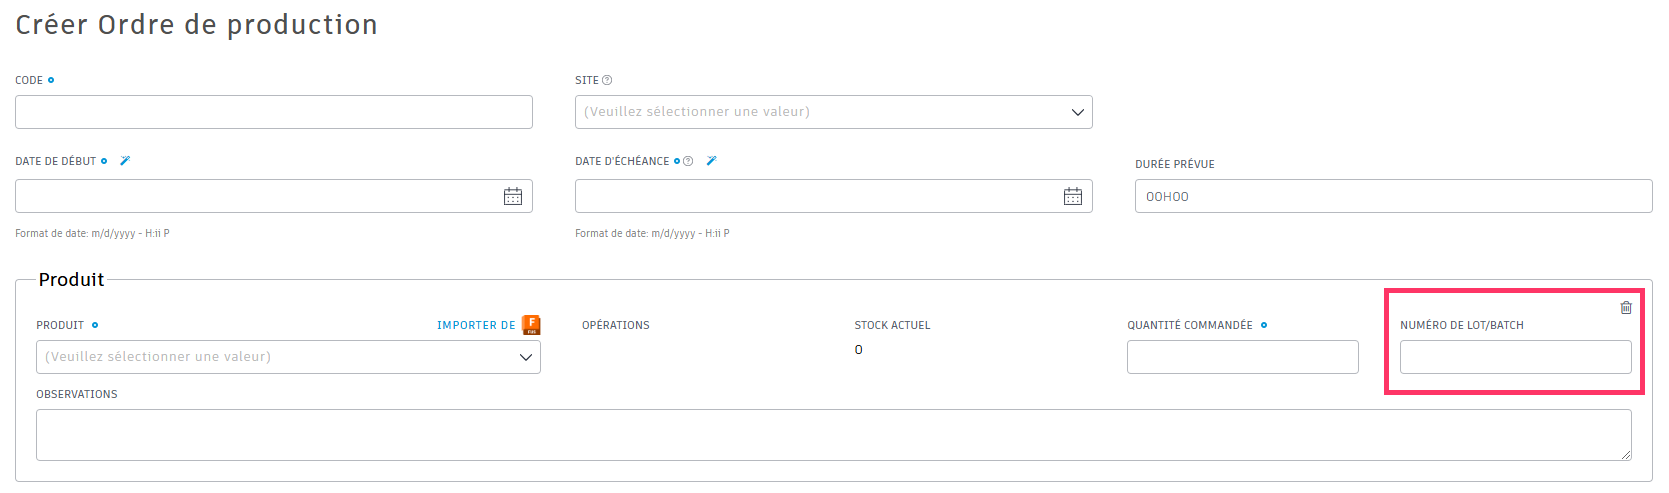 Créer Ordre de production
CODE
SITE
(Veuillez sélectionner une valeur)
DATE DE DÉBUT
DATE D'ÉCHÉANCE
DURÉE PRÉVUE
00H00
Format de date: m/d/yyyy - H:ii P
Format de date: m/d/yyyy - H:ii P
Produit
PRODUIT
IMPORTER DE
F
OPÉRATIONS
STOCK ACTUEL
QUANTITÉ COMMANDÉE
NUMÉRO DE LOT/BATCH
(Veuillez sélectionner une valeur)
0
OBSERVATIONS